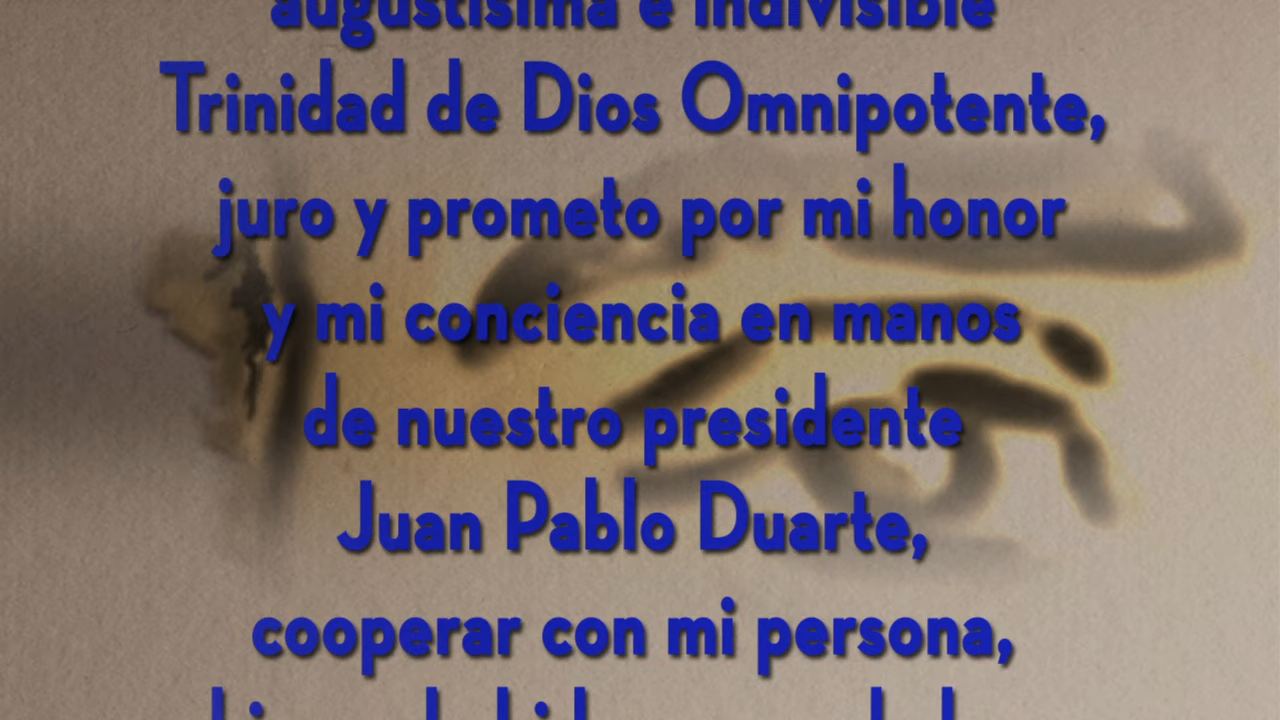 augustísima e indivisible
Trinidad de Dios Omnipotente,
juro y prometo por mi honor
y mi conciencia en manos
de nuestro presidente
Juan Pablo Duarte,
cooperar con mi persona,